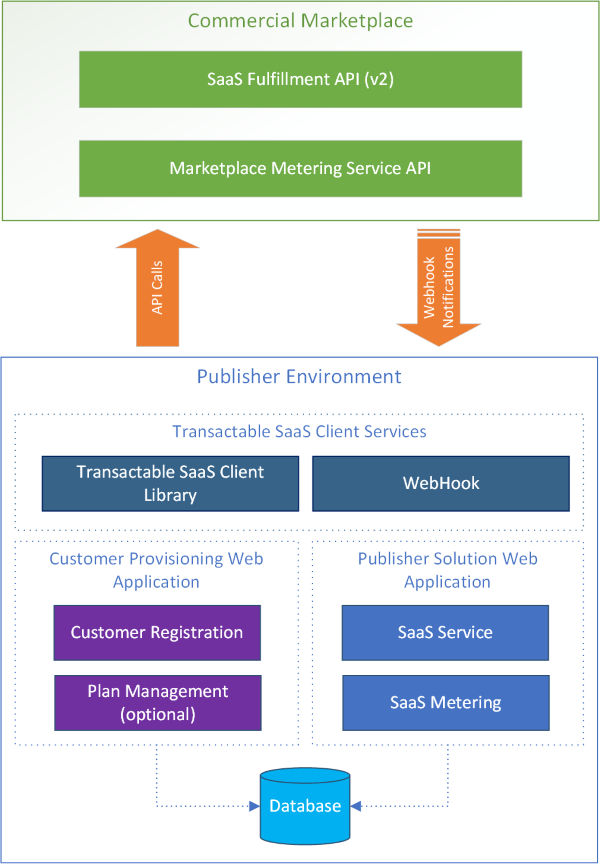 Commercial Marketplace
SaaS Fulfillment API (v2)
Marketplace Metering Service API
API Calls
Webhook
Notifications
Publisher Environment
Transactable SaaS Client Services
Transactable SaaS Client
Library
WebHook
Customer Provisioning Web
Application
Customer Registration
Plan Management
(optional)
Publisher Solution Web
Application
SaaS Service
SaaS Metering
Database